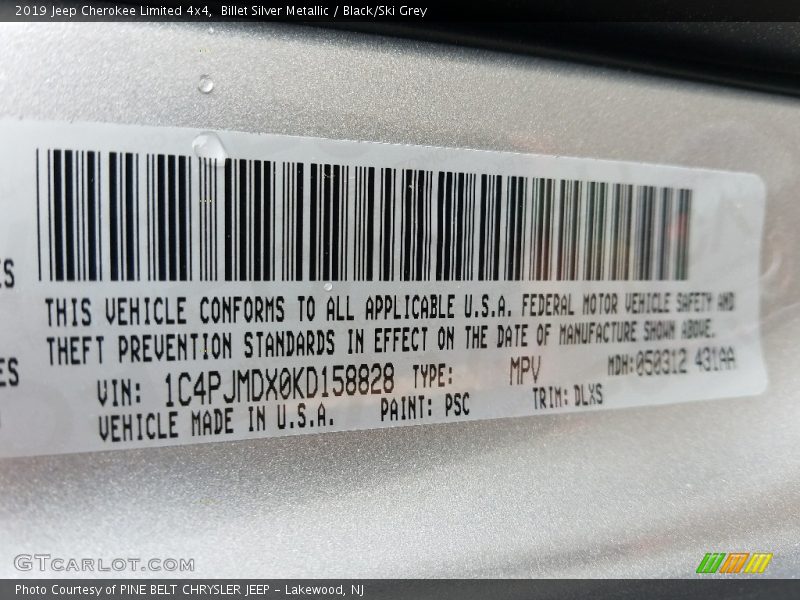 2019 Jeep Cherokee Limited 4x4,  Billet Silver Metallic / Black/Ski Grey
ES
THIS VEHICLE CONFORMS TO ALL APPLICABLE U.S.A. FEDERAL MOTOR VEHICLE SAFETY AND
THEFT PREVENTION STANDARDS IN EFFECT ON THE DATE OF MANUFACTURE SHOWN ABOVE.
ES
VIN: 1C4PJMDX0KD158828 TYPE: MPV MDH:050312 431AA
VEHICLE MADE IN U.S.A. PAINT: PSC TRIM: DLXS
GTCARLOT.COM
Photo Courtesy of PINE BELT CHRYSLER JEEP - Lakewood, NJ